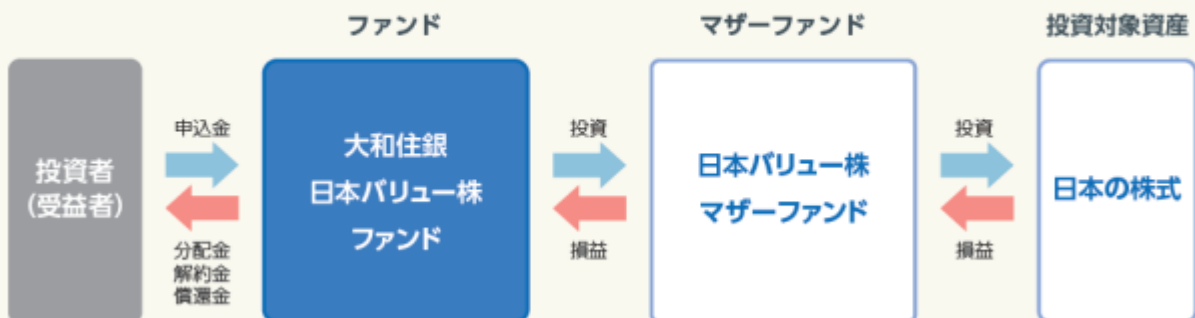 ファンド
マザーファンド
投資対象資産
投資者
（受益者）
申込金
分配金
解約金
償還金
大和住銀
日本バリュー株
ファンド
投資
損益
日本バリュー株
マザーファンド
投資
損益
日本の株式